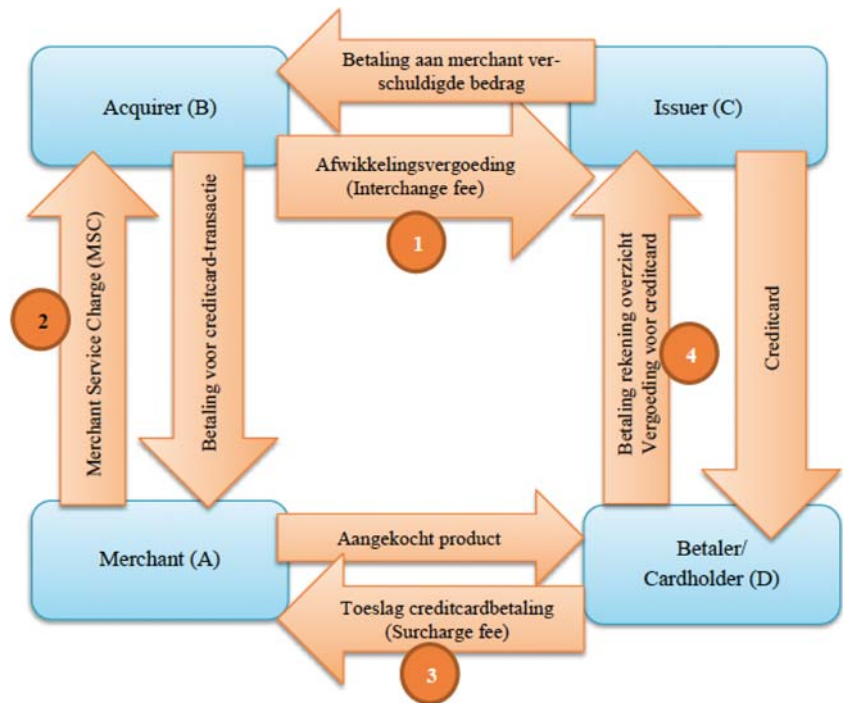 Betaling aan merchant ver-
schuldigde bedrag
Acquirer (B)
Issuer (C)
Afwikkelingsvergoeding
(Interchange fee)
1
2
Merchant Service Charge (MSC)
Betaling voor creditcard-transactie
Betaling rekening overzicht
Vergoeding voor creditcard
4
Creditcard
Merchant (A)
Aangekocht product
Betaler/
Cardholder (D)
Toeslag creditcardbetaling
(Surcharge fee)
3